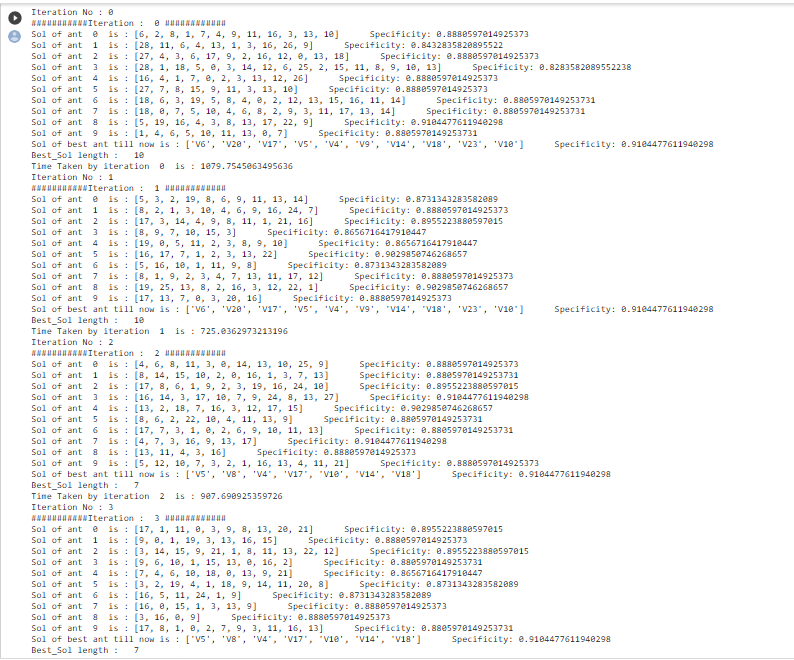 Iteration No : 0
###########Iteration :  0 ############
Sol of ant  0  is : [6, 2, 8, 1, 7, 4, 9, 11, 16, 3, 13, 10]      Specificity: 0.8880597014925373
Sol of ant  1  is : [28, 11, 6, 4, 13, 1, 3, 16, 26, 9]      Specificity: 0.8432835820895522
Sol of ant  2  is : [27, 4, 3, 6, 17, 9, 2, 16, 12, 0, 13, 18]      Specificity: 0.8880597014925373
Sol of ant  3  is : [28, 1, 18, 5, 0, 3, 14, 12, 6, 25, 2, 15, 11, 8, 9, 10, 13]      Specificity: 0.8283582089552238
Sol of ant  4  is : [16, 4, 1, 7, 0, 2, 3, 13, 12, 26]      Specificity: 0.8880597014925373
Sol of ant  5  is : [27, 7, 8, 15, 9, 11, 3, 13, 10]      Specificity: 0.8880597014925373
Sol of ant  6  is : [18, 6, 3, 19, 5, 8, 4, 0, 2, 12, 13, 15, 16, 11, 14]      Specificity: 0.8805970149253731
Sol of ant  7  is : [18, 0, 7, 5, 10, 4, 6, 8, 2, 9, 3, 11, 17, 13, 14]      Specificity: 0.8805970149253731
Sol of ant  8  is : [5, 19, 16, 4, 3, 8, 13, 17, 22, 9]      Specificity: 0.9104477611940298
Sol of ant  9  is : [1, 4, 6, 5, 10, 11, 13, 0, 7]      Specificity: 0.8805970149253731
Sol of best ant till now is : ['V6', 'V20', 'V17', 'V5', 'V4', 'V9', 'V14', 'V18', 'V23', 'V10']      Specificity: 0.9104477611940298
Best_Sol length :   10
Time Taken by iteration  0  is : 1079.7545063495636
Iteration No : 1
###########Iteration :  1 ############
Sol of ant  0  is : [5, 3, 2, 19, 8, 6, 9, 11, 13, 14]      Specificity: 0.8731343283582089
Sol of ant  1  is : [8, 2, 1, 3, 10, 4, 6, 9, 16, 24, 7]      Specificity: 0.8880597014925373
Sol of ant  2  is : [17, 3, 14, 4, 9, 8, 11, 1, 21, 16]      Specificity: 0.8955223880597015
Sol of ant  3  is : [8, 9, 7, 10, 15, 3]      Specificity: 0.8656716417910447
Sol of ant  4  is : [19, 0, 5, 11, 2, 3, 8, 9, 10]      Specificity: 0.8656716417910447
Sol of ant  5  is : [16, 17, 7, 1, 2, 3, 13, 22]      Specificity: 0.9029850746268657
Sol of ant  6  is : [5, 16, 10, 1, 11, 9, 8]      Specificity: 0.8731343283582089
Sol of ant  7  is : [8, 1, 9, 2, 3, 4, 7, 13, 11, 17, 12]      Specificity: 0.8880597014925373
Sol of ant  8  is : [19, 25, 13, 8, 2, 16, 3, 12, 22, 1]      Specificity: 0.9029850746268657
Sol of ant  9  is : [17, 13, 7, 0, 3, 20, 16]      Specificity: 0.8880597014925373
Sol of best ant till now is : ['V6', 'V20', 'V17', 'V5', 'V4', 'V9', 'V14', 'V18', 'V23', 'V10']      Specificity: 0.9104477611940298
Best_Sol length :   10
Time Taken by iteration  1  is : 725.0362973213196
Iteration No : 2
###########Iteration :  2 ############
Sol of ant  0  is : [4, 6, 8, 11, 3, 0, 14, 13, 10, 25, 9]      Specificity: 0.8880597014925373
Sol of ant  1  is : [8, 14, 15, 10, 2, 0, 16, 1, 3, 7, 13]      Specificity: 0.8805970149253731
Sol of ant  2  is : [17, 8, 6, 1, 9, 2, 3, 19, 16, 24, 10]      Specificity: 0.8955223880597015
Sol of ant  3  is : [16, 14, 3, 17, 10, 7, 9, 24, 8, 13, 27]      Specificity: 0.9104477611940298
Sol of ant  4  is : [13, 2, 18, 7, 16, 3, 12, 17, 15]      Specificity: 0.9029850746268657
Sol of ant  5  is : [8, 6, 2, 22, 10, 4, 11, 13, 9]      Specificity: 0.8805970149253731
Sol of ant  6  is : [17, 7, 3, 1, 0, 2, 6, 9, 10, 11, 13]      Specificity: 0.8805970149253731
Sol of ant  7  is : [4, 7, 3, 16, 9, 13, 17]      Specificity: 0.9104477611940298
Sol of ant  8  is : [13, 11, 4, 3, 16]      Specificity: 0.8880597014925373
Sol of ant  9  is : [5, 12, 10, 7, 3, 2, 1, 16, 13, 4, 11, 21]      Specificity: 0.8880597014925373
Sol of best ant till now is : ['V5', 'V8', 'V4', 'V17', 'V10', 'V14', 'V18']      Specificity: 0.9104477611940298
Best_Sol length :   7
Time Taken by iteration  2  is : 907.690925359726
Iteration No : 3
###########Iteration :  3 ############
Sol of ant  0  is : [17, 1, 11, 0, 3, 9, 8, 13, 20, 21]      Specificity: 0.8955223880597015
Sol of ant  1  is : [9, 0, 1, 19, 3, 13, 16, 15]      Specificity: 0.8880597014925373
Sol of ant  2  is : [3, 14, 15, 9, 21, 1, 8, 11, 13, 22, 12]      Specificity: 0.8955223880597015
Sol of ant  3  is : [9, 6, 10, 1, 15, 13, 0, 16, 2]      Specificity: 0.8805970149253731
Sol of ant  4  is : [7, 4, 6, 10, 18, 0, 13, 9, 21]      Specificity: 0.8656716417910447
Sol of ant  5  is : [3, 2, 19, 4, 1, 18, 9, 14, 11, 20, 8]      Specificity: 0.8731343283582089
Sol of ant  6  is : [16, 5, 11, 24, 1, 9]      Specificity: 0.8731343283582089
Sol of ant  7  is : [16, 0, 15, 1, 3, 13, 9]      Specificity: 0.8880597014925373
Sol of ant  8  is : [3, 16, 0, 9]      Specificity: 0.8880597014925373
Sol of ant  9  is : [17, 8, 1, 0, 2, 7, 9, 3, 11, 16, 13]      Specificity: 0.8805970149253731
Sol of best ant till now is : ['V5', 'V8', 'V4', 'V17', 'V10', 'V14', 'V18']      Specificity: 0.9104477611940298
Best_Sol length :   7